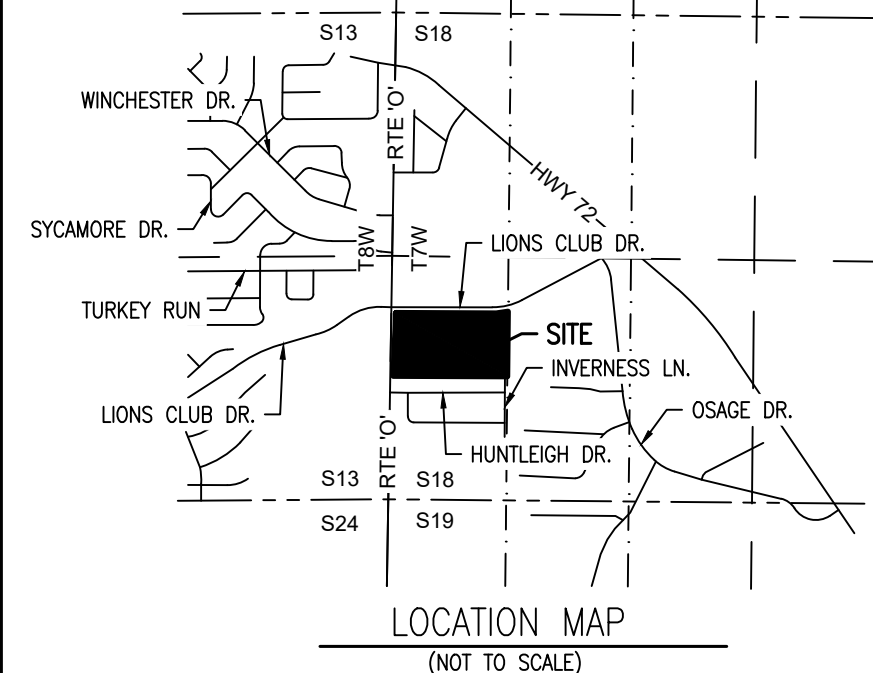 S13 S18
WINCHESTER DR.
RTE 'O'
HWY 72
SYCAMORE DR.
T8W T7W
LIONS CLUB DR.
TURKEY RUN
SITE
INVERNESS LN.
LIONS CLUB DR.
OSAGE DR.
RTE 'O'
HUNTLEIGH DR.
S13 S18
S24 S19
LOCATION MAP
(NOT TO SCALE)